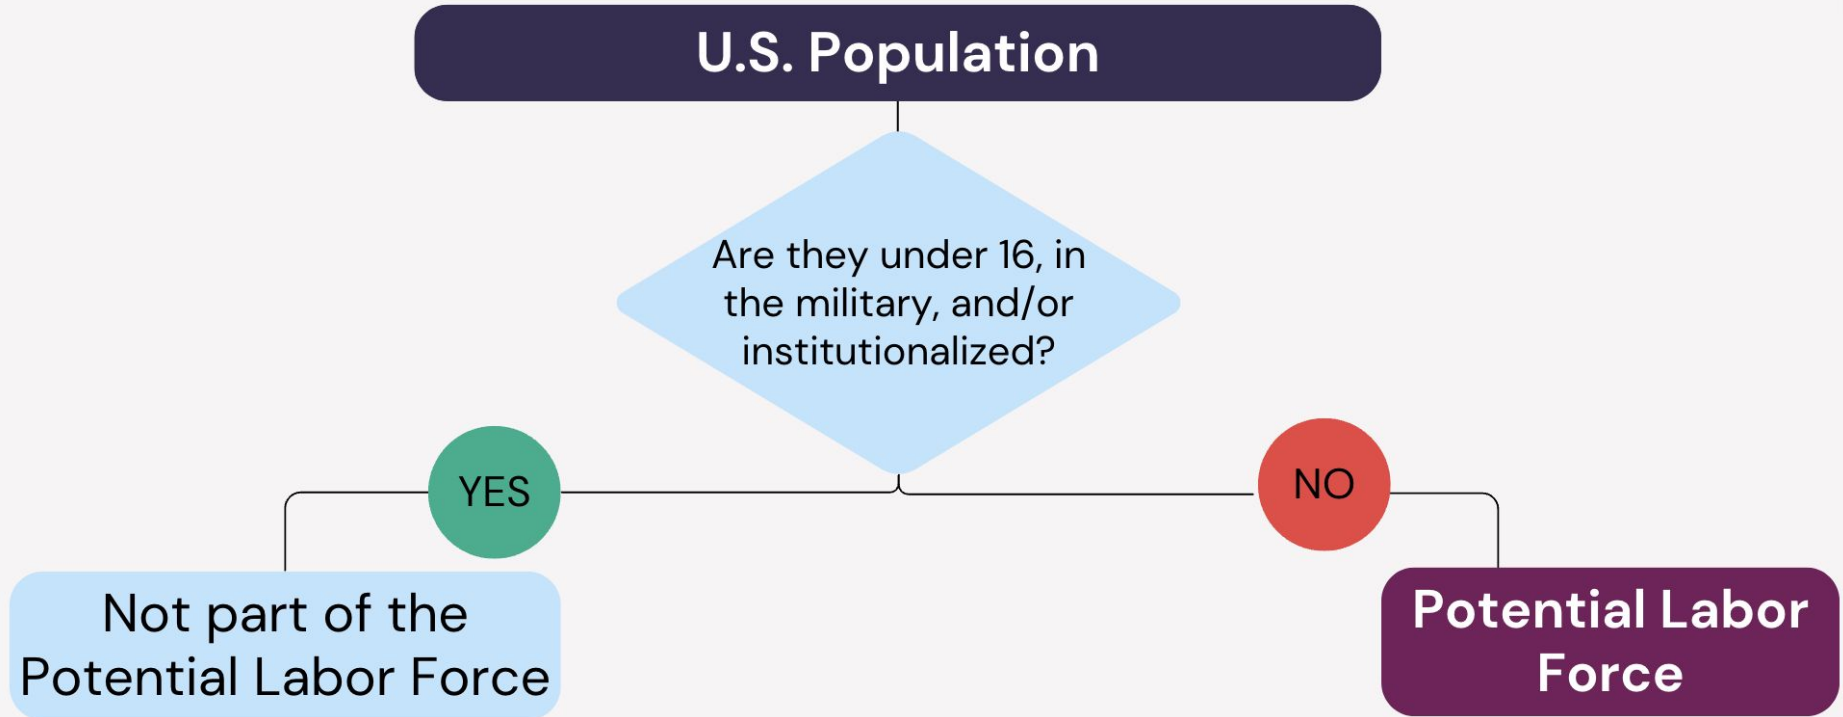 U.S. Population
Are they under 16, in
the military, and/or
institutionalized?
YES
NO
Not part of the
Potential Labor Force
Potential Labor
Force